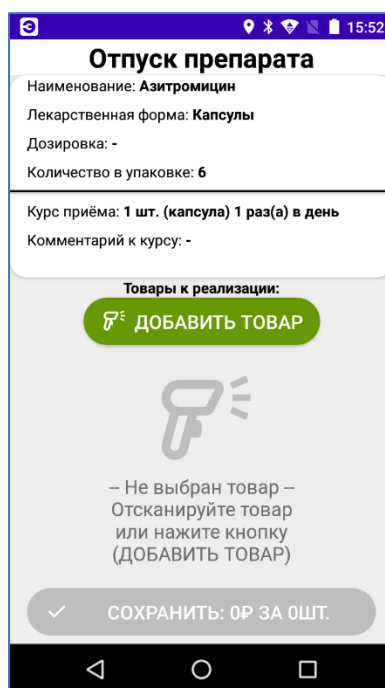 15:52
Отпуск препарата
Наименование: Азитромицин
Лекарственная форма: Капсулы
Дозировка: -
Количество в упаковке: 6
Курс приёма: 1 шт. (капсула) 1 раз(а) в день
Комментарий к курсу: -
Товары к реализации:
ДОБАВИТЬ ТОВАР
-- Не выбран товар --
Отсканируйте товар
или нажите кнопку
(ДОБАВИТЬ ТОВАР)
СОХРАНИТЬ: 0₽ ЗА 0ШТ.